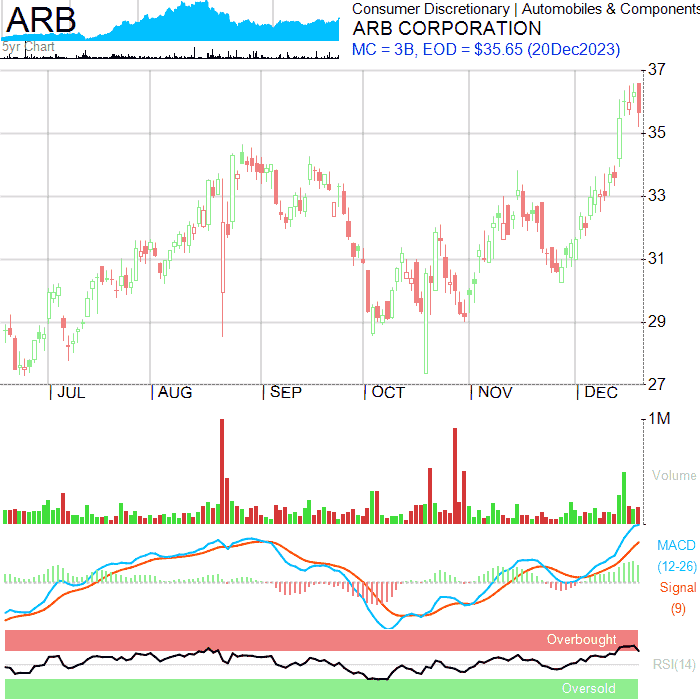 ARB
5yr Chart
Consumer Discretionary | Automobiles & Components
ARB CORPORATION
MC = 3B, EOD = $35.65 (20Dec2023)
37
35
33
31
29
27
JUL
AUG
SEP
OCT
NOV
DEC
1M
Volume
MACD
(12-26)
Signal
(9)
Overbought
RSI(14)
Oversold